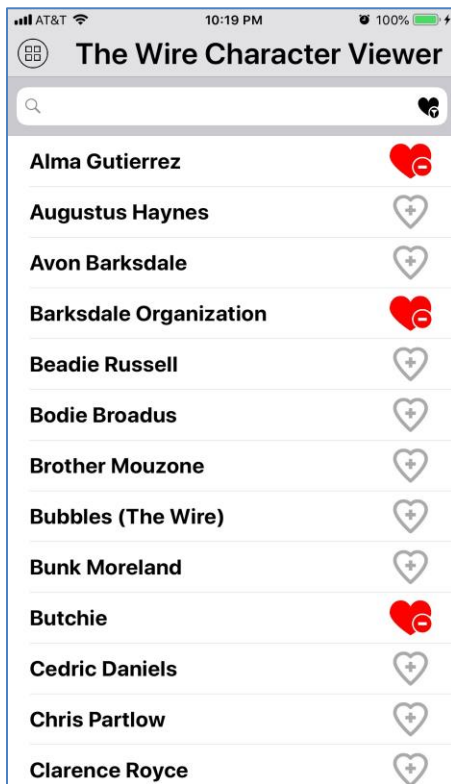 AT&T 10:19 PM 100%
The Wire Character Viewer
Alma Gutierrez
Augustus Haynes
Avon Barksdale
Barksdale Organization
Beadie Russell
Bodie Broadus
Brother Mouzone
Bubbles (The Wire)
Bunk Moreland
Butchie
Cedric Daniels
Chris Partlow
Clarence Royce